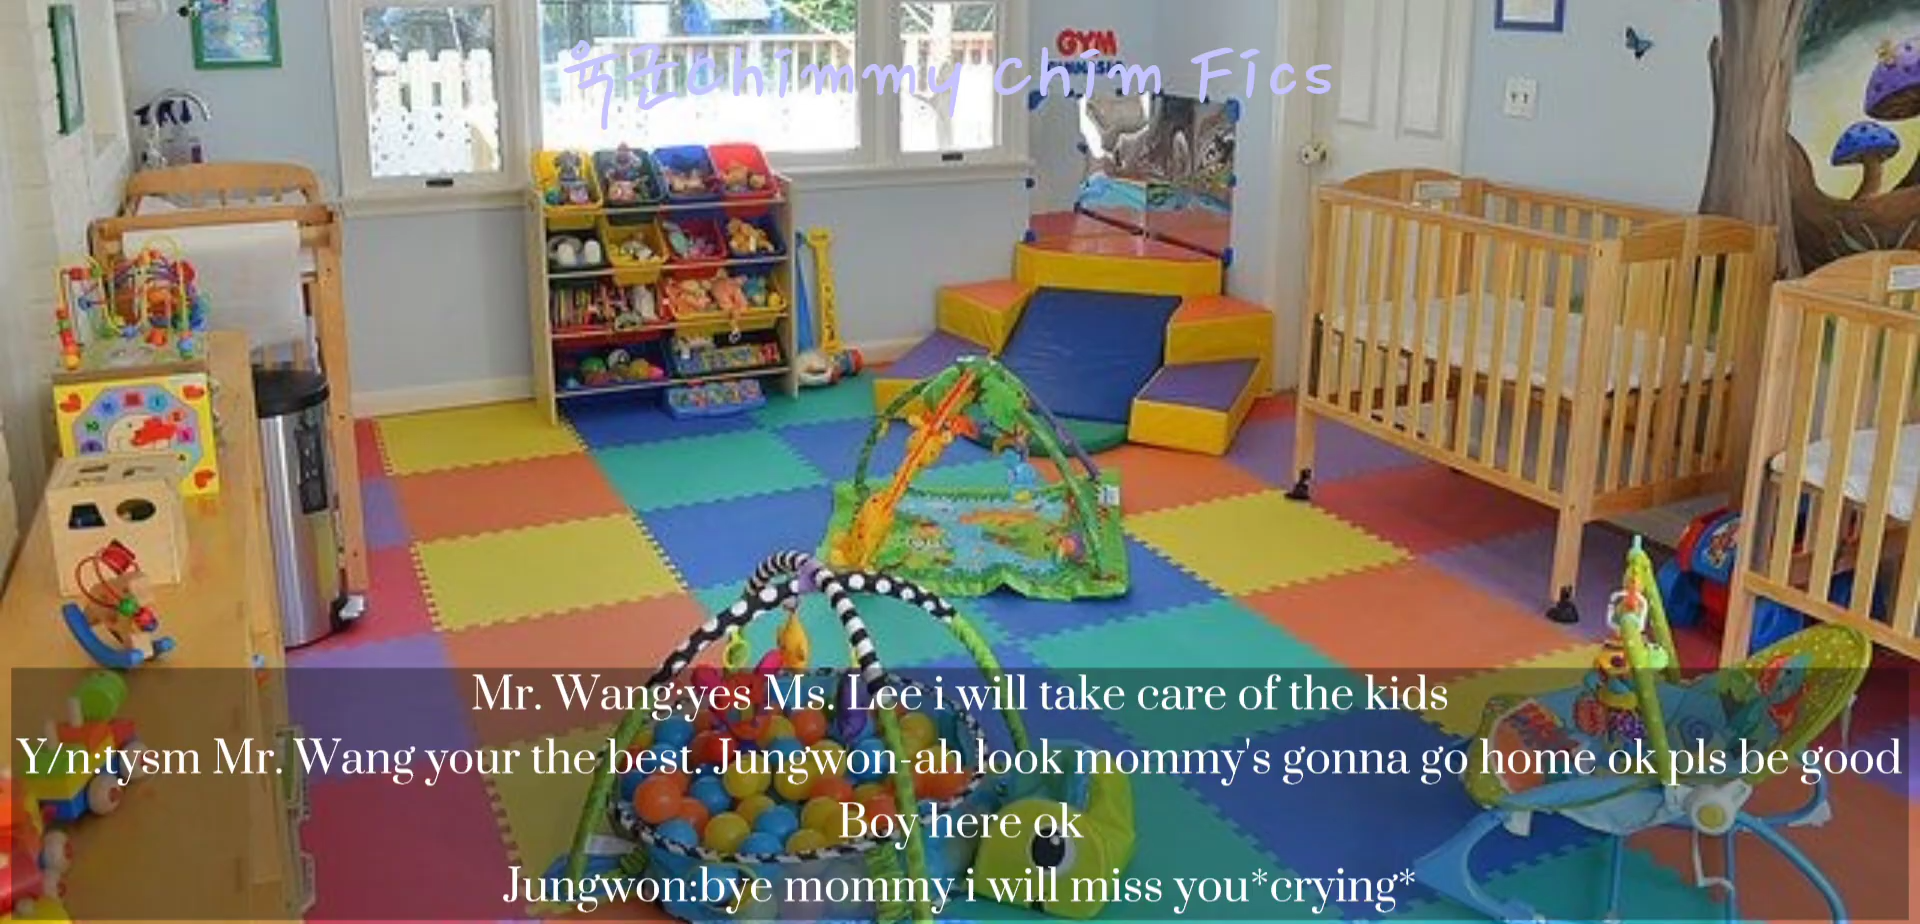 육군Chimmy Chim Fics
GYM
Mr. Wang:yes Ms. Lee i will take care of the kids
Y/n:tysm Mr. Wang your the best. Jungwon-ah look mommy's gonna go home ok pls be good
Boy here ok
Jungwon:bye mommy i will miss you*crying*